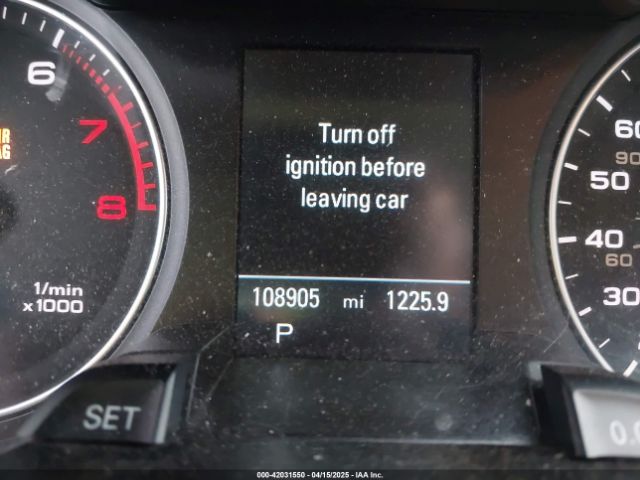 6
7
8
1/min
x1000
SET
Turn off
ignition before
leaving car
108905 mi 1225.9
P
60
90
50
40
60
30
000-42031550 - 04/15/2025 - IAA Inc.